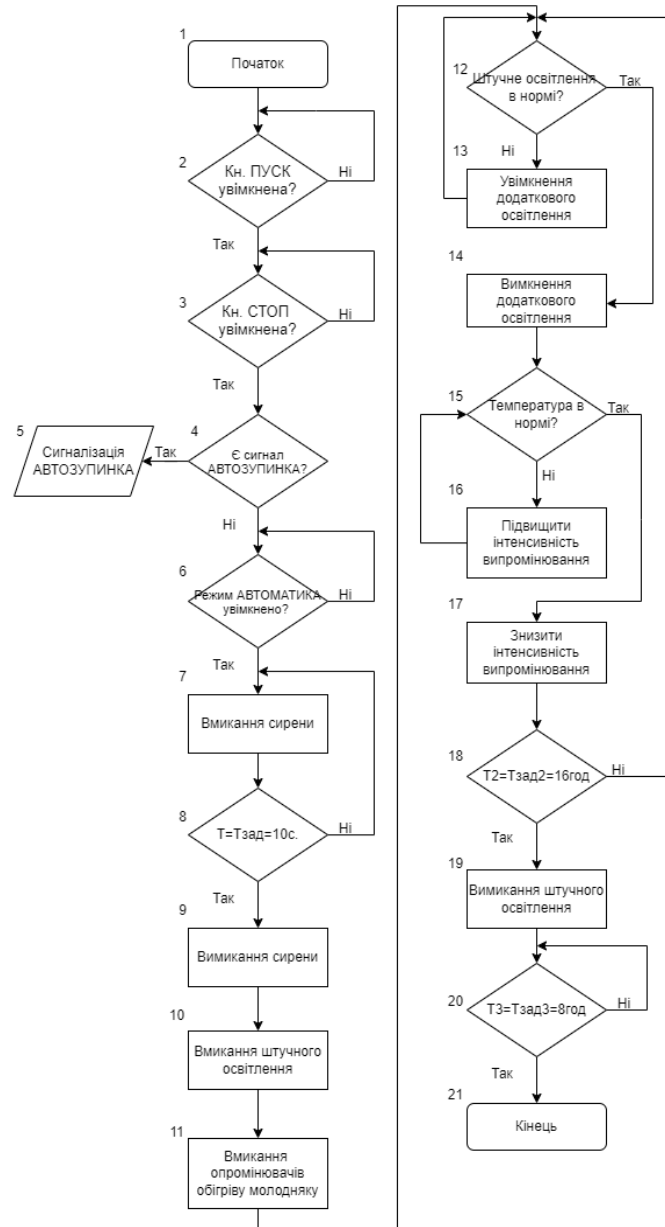 1
Початок
2
Кн. ПУСК
увімкнена?
Ні
Так
3
Кн. СТОП
увімкнена?
Ні
Так
4
Є сигнал
АВТОЗУПИНКА?
Так
5
Сигналізація
АВТОЗУПИНКА
Ні
6
Режим АВТОМАТИКА
увімкнено?
Ні
Так
7
Вмикання сирени
8
T=Tзад=10с.
Ні
Так
9
Вимикання сирени
10
Вмикання штучного
освітлення
11
Вмикання
опромінювачів
обігріву молодняку
12
Штучне освітлення
в нормі?
Так
Ні
13
Увімкнення
додаткового
освітлення
14
Вимкнення
додаткового
освітлення
15
Температура в
нормі?
Так
Ні
16
Підвищити
інтенсивність
випромінювання
17
Знизити
інтенсивність
випромінювання
18
T2=Tзад2=16год
Ні
Так
19
Вимикання штучного
освітлення
20
T3=Tзад3=8год
Ні
Так
21
Кінець